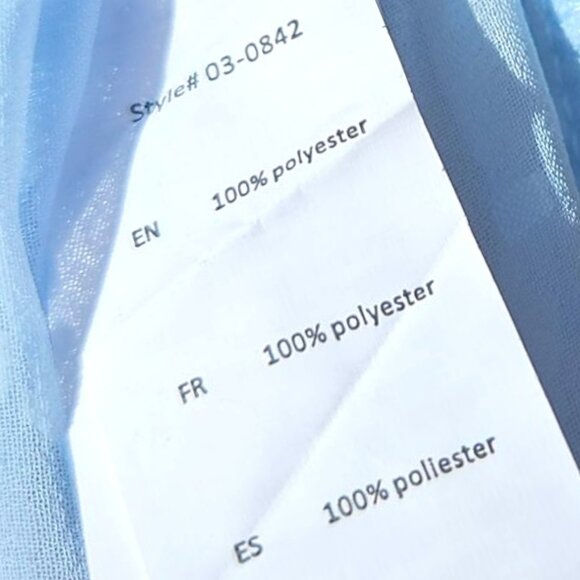 Style# 03-0842
EN 100% polyester
FR 100% polyester
ES 100% poliester